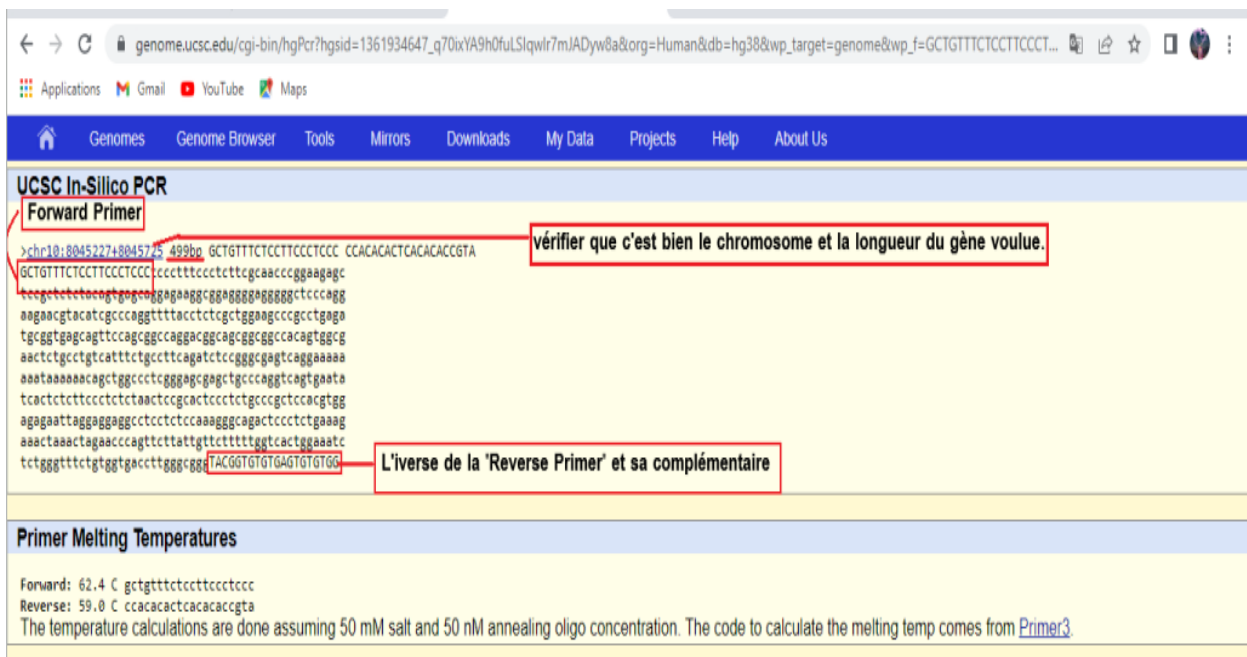 genome.ucsc.edu/cgi-bin/hgPcr?hgsid=1361934647_q70ixYA9h0fuLSlqwIr7mJADyw8a&org=Human&db=hg38&wp_target=genome&wp_f=GCTGTTTCTCCTTCCCT...
Applications Gmail YouTube Maps
Genomes Genome Browser Tools Mirrors Downloads My Data Projects Help About Us
UCSC In-Silico PCR
Forward Primer
>chr10:8045227+8045725 499bp GCTGTTTCTCCTTCCCTCCC CCACACACTCACACACCGTA
vérifier que c'est bien le chromosome et la longueur du gène voulue.
GCTGTTTCTCCTTCCCTCCCtccctttccctcttcgcaacccggaagagc
tccgctctctacagtgagcaggagaaggcggaggggagggggctcccagg
aagaacgtacatcgcccaggttttacctctcgctggaagcccgcctgaga
tgcggtgagcagttccagcggccaggacggcagcggcggccacagtggcg
aactctgcctgtcatttctgccttcagatctccgggcgagtcaggaaaaa
aaataaaaaacagctggccctcgggagcgagctgcccaggtcagtgaata
tcactctcttccctctctaactccgcactccctctgcccgctccacgtgg
agagaattaggaggaggcctcctctccaaagggcagactccctctgaaag
aaactaaactagaacccagttcttattgttctttttggtcactggaaatc
tctgggtttctgtggtgaccttgggcgggTACGGTGTGTGAGTGTGTGG
L'iverse de la 'Reverse Primer' et sa complémentaire
Primer Melting Temperatures
Forward: 62.4 C gctgtttctccttccctccc
Reverse: 59.0 C ccacacactcacacaccgta
The temperature calculations are done assuming 50 mM salt and 50 nM annealing oligo concentration. The code to calculate the melting temp comes from Primer3.